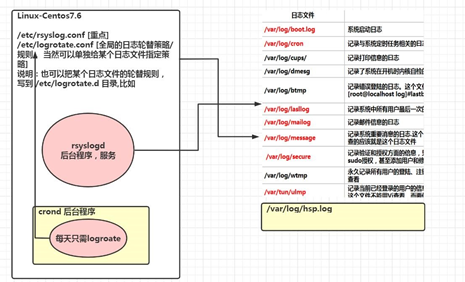 Linux-Centos7.6
/etc/rsyslog.conf [重点]
/etc/logrotate.conf [全局的日志轮替策略/
规则， 当然可以单独给某个日志文件指定策
略]
说明：也可以把某个日志文件的轮替规则，
写到 /etc/logrotate.d 目录,比如
rsyslogd
后台程序，服务
crond 后台程序
每天只需logroate
日志文件
/var/log/boot.log 系统启动日志
/var/log/cron 记录与系统定时任务相关的日志
/var/log/cups/ 记录打印信息的日志
/var/log/dmesg 记录了系统在开机时内核自检
/var/log/btmp 记录错误登陆的日志。这个文
[root@localhost log]#lastb
/var/log/lasllog 记录系统中所有用户最后一次
/var/log/mailog 记录邮件信息的日志
/var/log/message 记录系统重要消息的日志.这个
查的应该就是这个日志文件
/var/log/secure 记录验证和授权方面的信息，
sudo授权，甚至添加用户和修
/var/log/wtmp 永久记录所有用户的登陆、注
查看
/var/tun/ulmp 记录当前已经登录的用户的信
这个文件不能用Vi查看，而要
/var/log/hsp.log